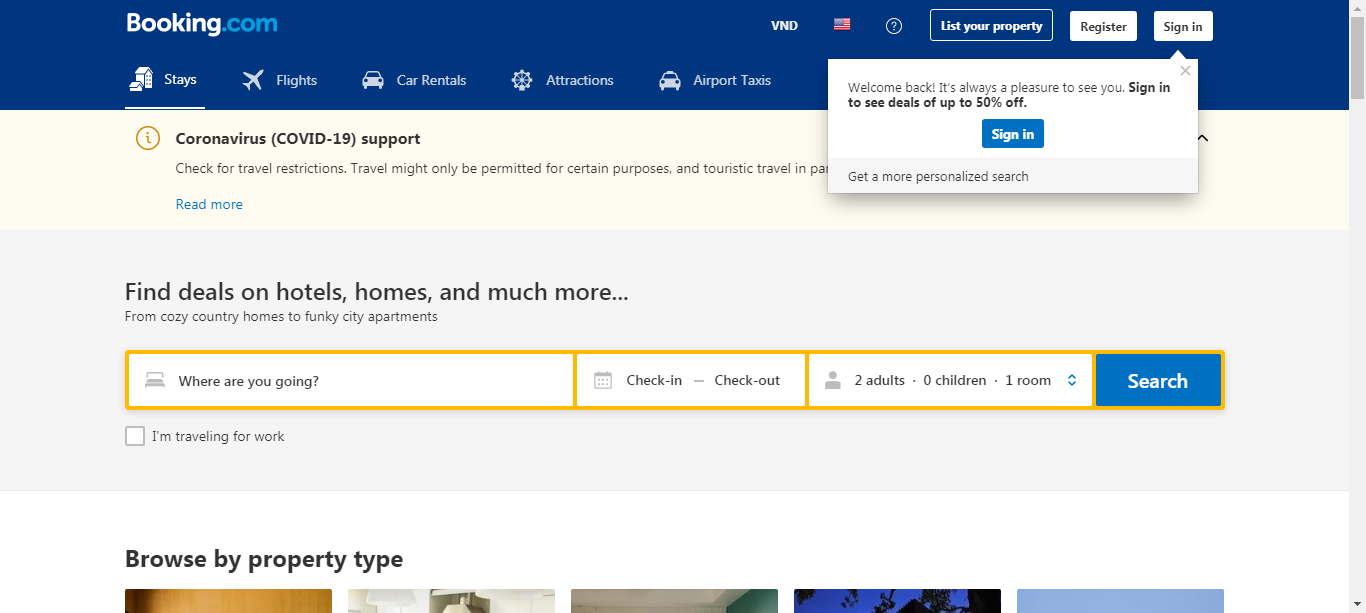 Booking.com
VND
List your property
Register
Sign in
Stays
Flights
Car Rentals
Attractions
Airport Taxis
Welcome back! It's always a pleasure to see you. Sign in
to see deals of up to 50% off.
Sign in
Get a more personalized search
Coronavirus (COVID-19) support
Check for travel restrictions. Travel might only be permitted for certain purposes, and touristic travel in
Read more
Find deals on hotels, homes, and much more...
From cozy country homes to funky city apartments
Where are you going?
Check-in — Check-out
2 adults · 0 children · 1 room
Search
I'm traveling for work
Browse by property type